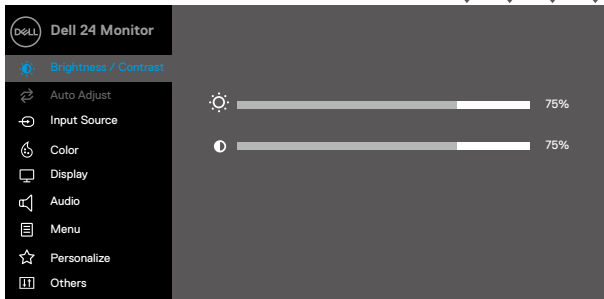 DELL
Dell 24 Monitor
Brightness / Contrast
Auto Adjust
Input Source
Color
Display
Audio
Menu
Personalize
Others
75%
75%